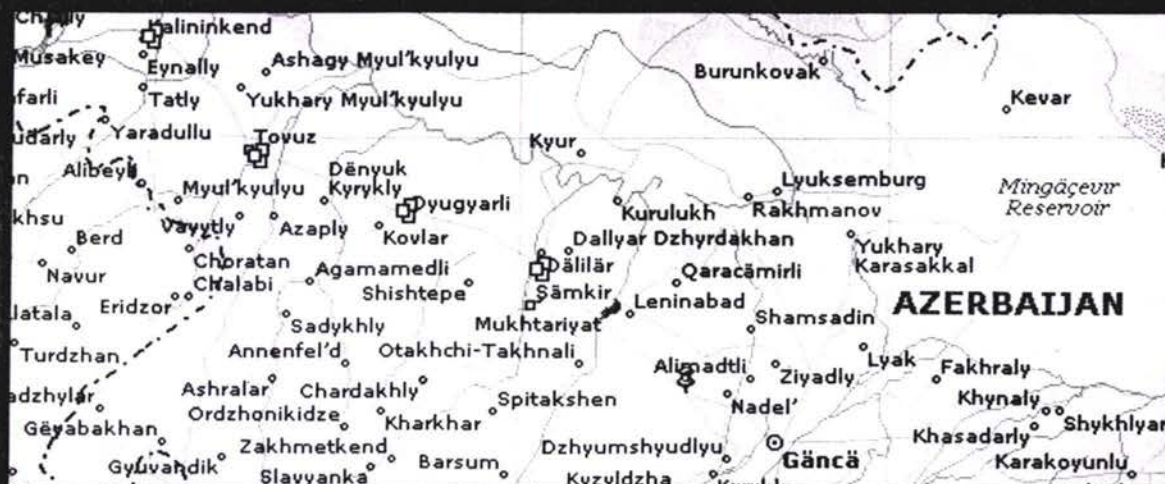 Kalininkend
Musakey
Eynally
Ashagy Myul'kyulyu
Burunkovak
Tatly
Yukhary Myul'kyulyu
Kevar
Yaradullu
Tovuz
Kyur
Alibeyli
Dënyuk
Kyrykly
Myul'kyulyu
Dyugyarli
Lyuksemburg
Mingäçevir
Reservoir
Kurulukh
Rakhmanov
Vayytly
Azaply
Kovlar
Berd
Dallyar Dzhyrdakhan
Yukhary
Karasakkal
Choratan
Navur
Agamamedli
Dälilär
Qaracämirli
Chalabi
Shishtepe
Eridzor
Sämkir
Leninabad
AZERBAIJAN
Sadykhly
Mukhtariyat
Shamsadin
Turdzhan
Annenfel'd
Otakhchi-Takhnali
Alimadtli
Ziyadly
Lyak
Fakhraly
Ashralar
Chardakhly
Spitakshen
Nadel'
Khynaly
Ordzhonikidze
Kharkhar
Shykhlyar
Gëyabakhan
Khasadarly
Zakhmetkend
Dzhyumshyudlyu
Gäncä
Gyuvandik
Barsum
Karakoyunlu
Slavyanka
Kyzyldzha